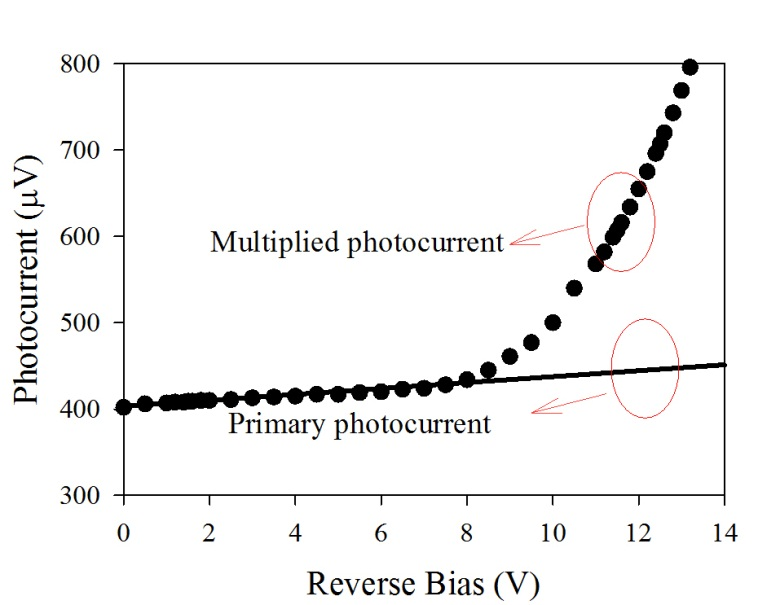 Photocurrent (μV)
800
700
600
500
400
300
Multiplied photocurrent
Primary photocurrent
0 2 4 6 8 10 12 14
Reverse Bias (V)